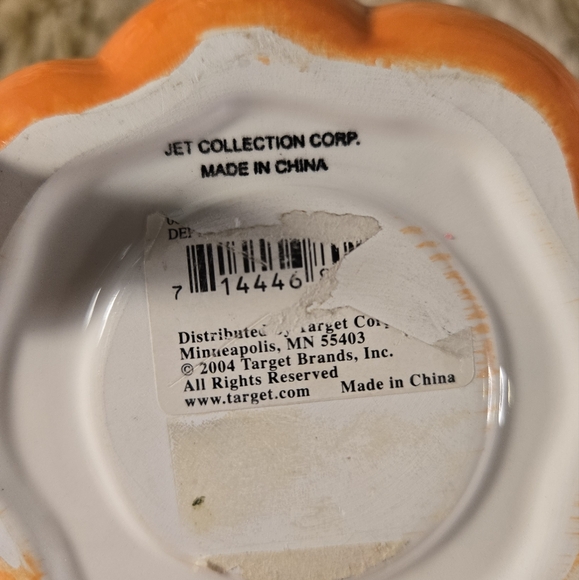 JET COLLECTION CORP.
MADE IN CHINA
7 14446
Distributed by Target
Minneapolis, MN 55403
© 2004 Target Brands, Inc.
All Rights Reserved
www.target.com Made in China